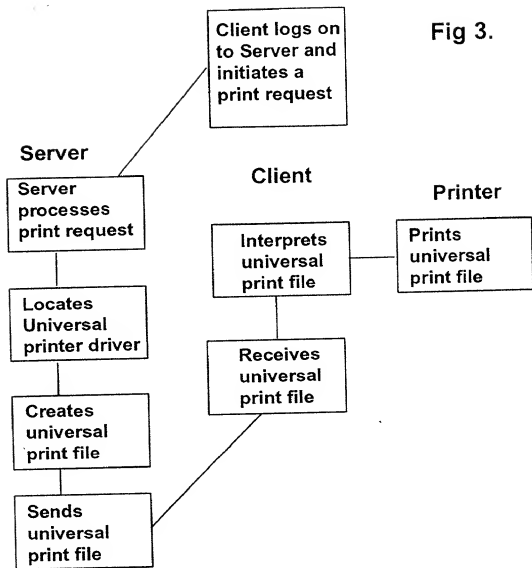 Fig 3.
Client logs on
to Server and
initiates a
print request
Server
Server
processes
print request
Locates
Universal
printer driver
Creates
universal
print file
Sends
universal
print file
Client
Receives
universal
print file
Interprets
universal
print file
Printer
Prints
universal
print file